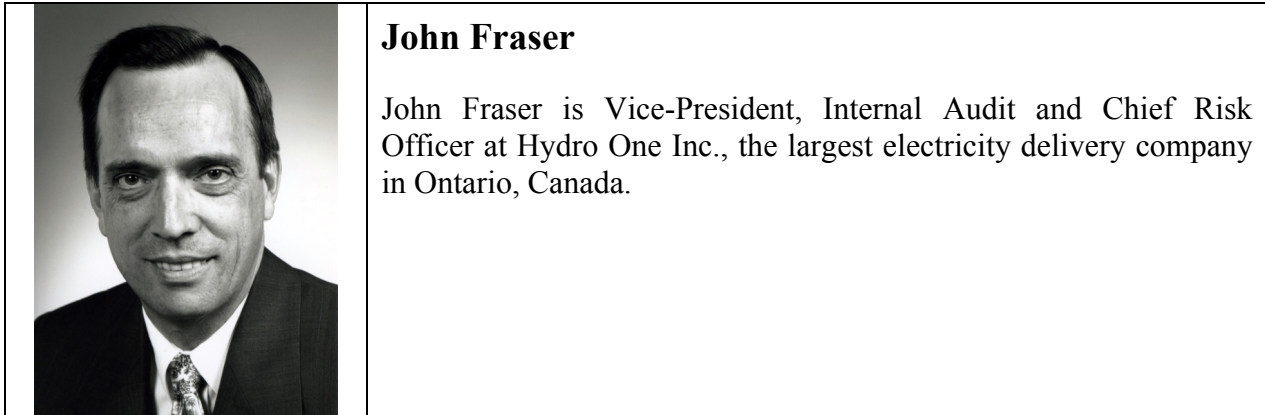 John Fraser
John Fraser is Vice-President, Internal Audit and Chief Risk
Officer at Hydro One Inc., the largest electricity delivery company
in Ontario, Canada.